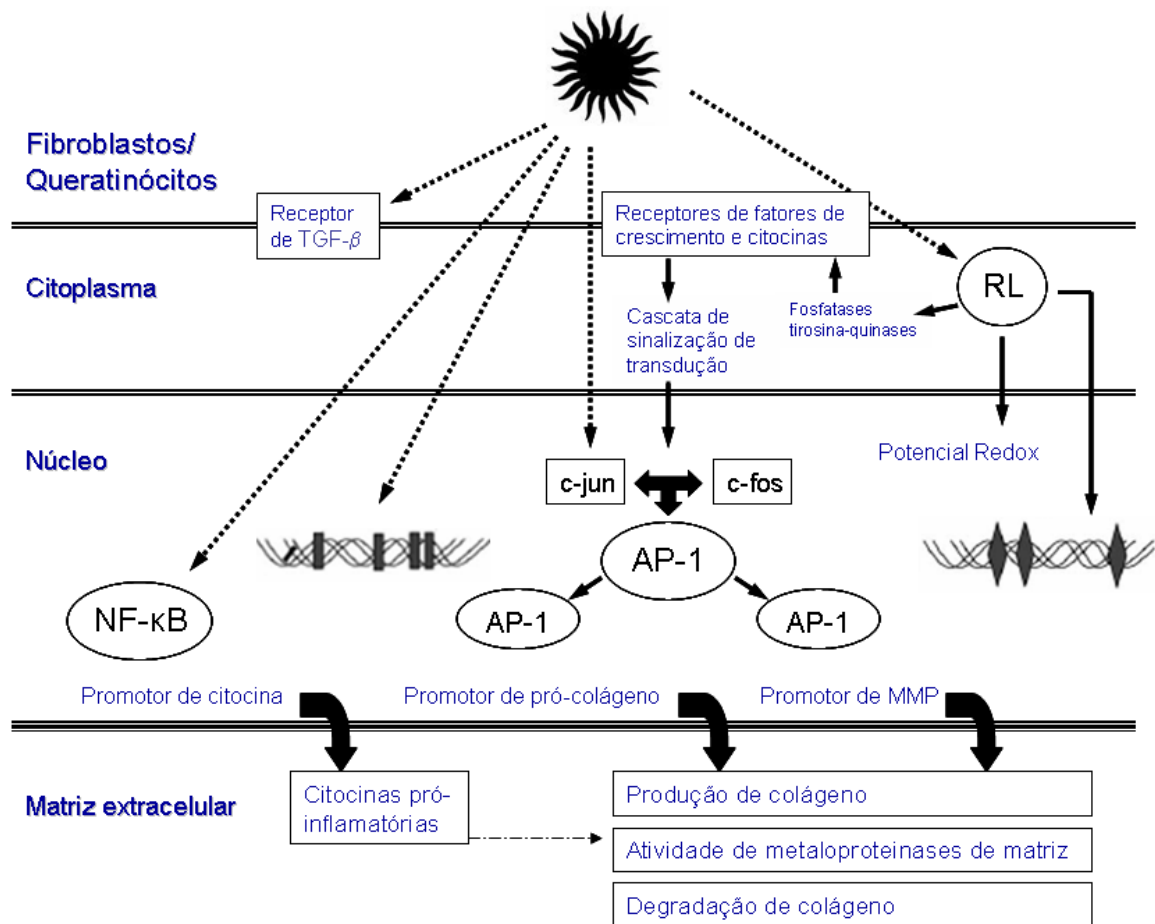 Fibroblastos/
Queratinócitos
Receptor
de TGF-β
Receptores de fatores de
crescimento e citocinas
Citoplasma
RL
Fosfatases
tirosina-quinases
Cascata de
sinalização de
transdução
Núcleo
Potencial Redox
c-jun
c-fos
AP-1
NF-κB
AP-1
AP-1
Promotor de citocina
Promotor de pró-colágeno
Promotor de MMP
Matriz extracelular
Citocinas pró-
inflamatórias
Produção de colágeno
Atividade de metaloproteinases de matriz
Degradação de colágeno